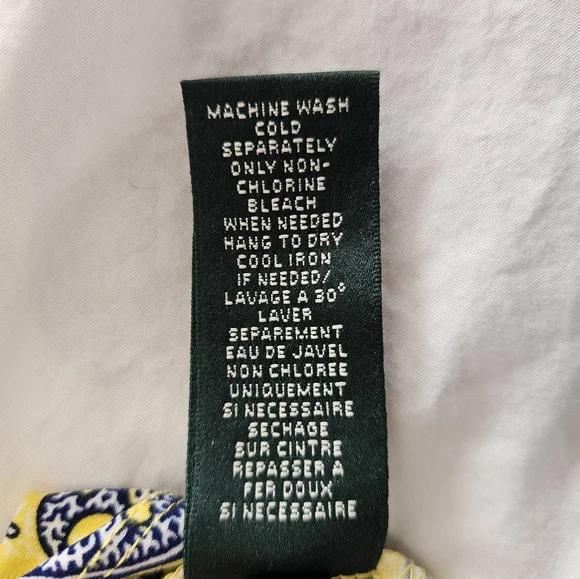 MACHINE WASH
COLD
SEPARATELY
ONLY NON-
CHLORINE
BLEACH
WHEN NEEDED
HANG TO DRY
COOL IRON
IF NEEDED/
LAVAGE A 30°
LAVER
SEPAREMENT
EAU DE JAVEL
NON CHLOREE
UNIQUEMENT
SI NECESSAIRE
SECHAGE
SUR CINTRE
REPASSER A
FER DOUX
SI NECESSAIRE